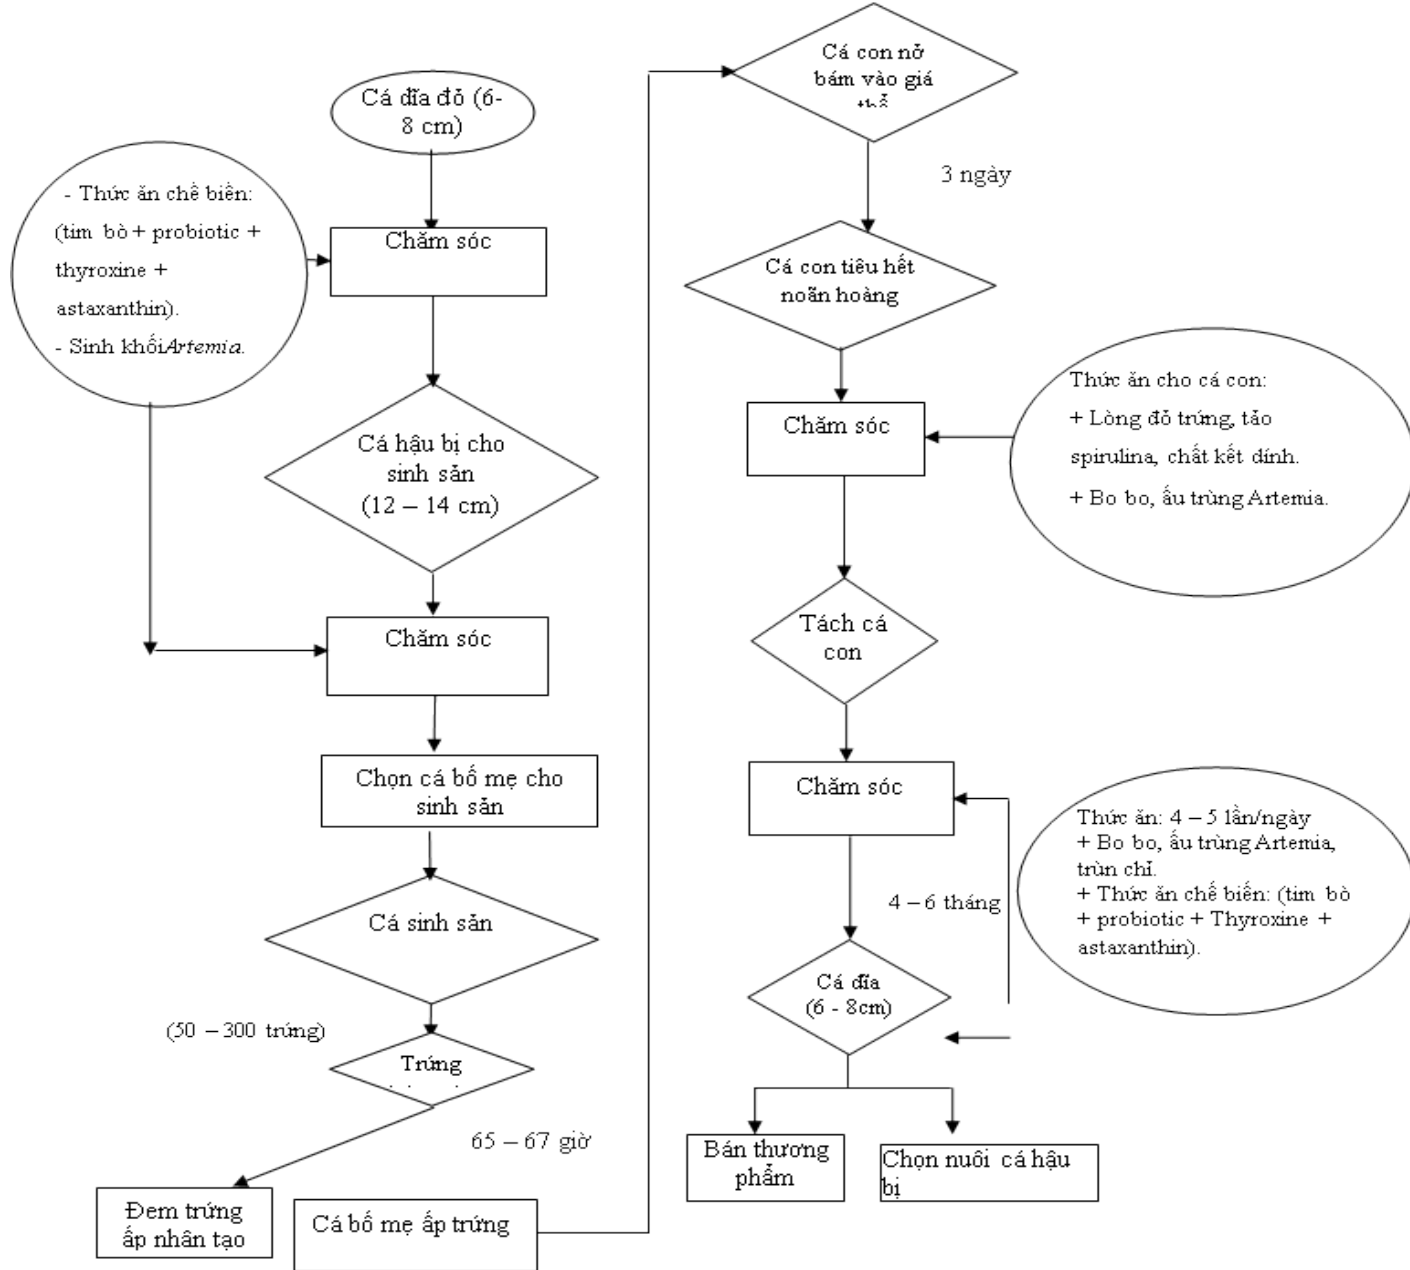 Cá đĩa đỏ (6-
8 cm)
- Thức ăn chế biến:
(tim bò + probiotic +
thyroxine +
astaxanthin).
- Sinh khối Artemia.
Chăm sóc
Cá hậu bị cho
sinh sản
(12 – 14 cm)
Chăm sóc
Chọn cá bố mẹ cho
sinh sản
Cá sinh sản
(50 – 300 trứng)
Trứng
65 – 67 giờ
Đem trứng
ấp nhân tạo
Cá bố mẹ ấp trứng
Cá con nở
bám vào giá
3 ngày
Cá con tiêu hết
noãn hoàng
Chăm sóc
Thức ăn cho cá con:
+ Lòng đỏ trứng, tảo
spirulina, chất kết dính.
+ Bo bo, ấu trùng Artemia.
Tách cá
con
Chăm sóc
Thức ăn: 4 – 5 lần/ngày
+ Bo bo, ấu trùng Artemia,
trùn chỉ.
+ Thức ăn chế biến: (tim bò
+ probiotic + Thyroxine +
astaxanthin).
4 – 6 tháng
Cá đĩa
(6 - 8cm)
Bán thương
phẩm
Chọn nuôi cá hậu
bị